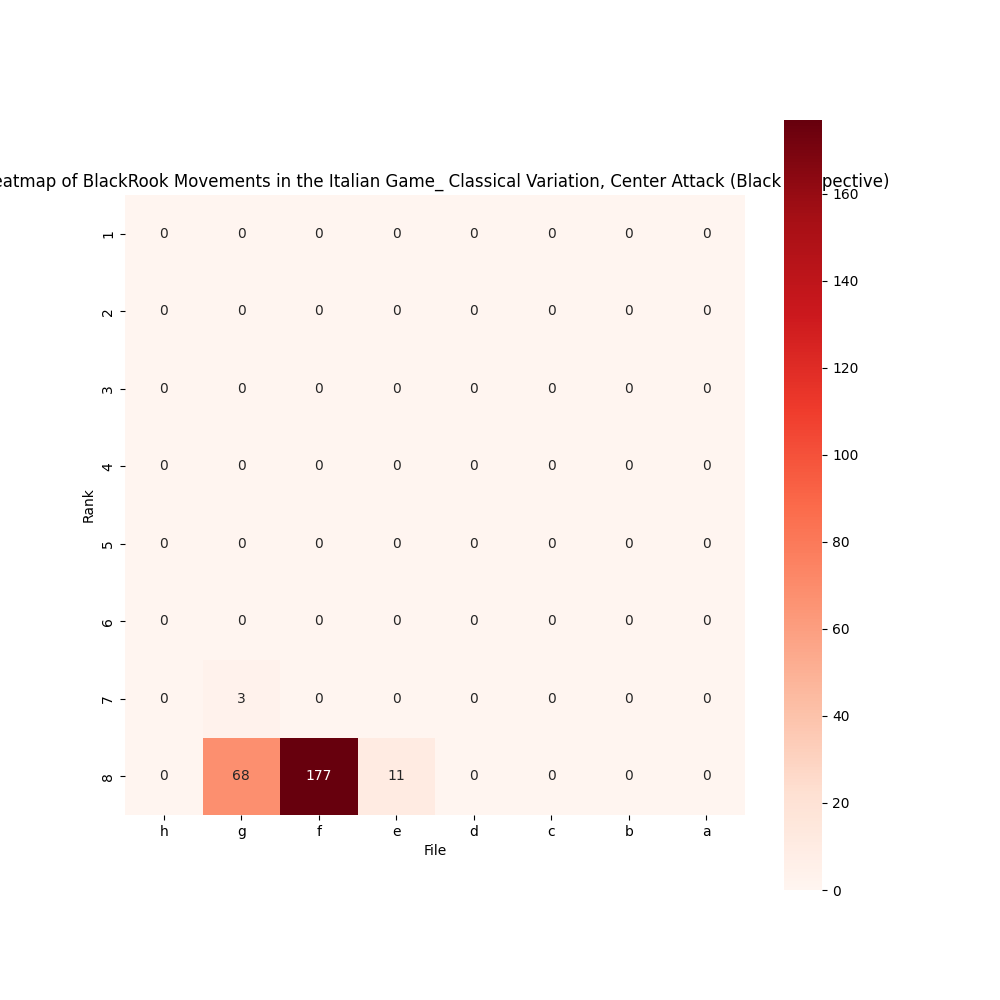 eatmap of BlackRook Movements in the Italian Game_ Classical Variation, Center Attack (Black pective)
160
140
120
100
80
60
40
20
0
Rank
1 0 0 0 0 0 0 0 0
2 0 0 0 0 0 0 0 0
3 0 0 0 0 0 0 0 0
4 0 0 0 0 0 0 0 0
5 0 0 0 0 0 0 0 0
6 0 0 0 0 0 0 0 0
7 0 3 0 0 0 0 0 0
8 0 68 177 11 0 0 0 0
h g f e d c b a
File